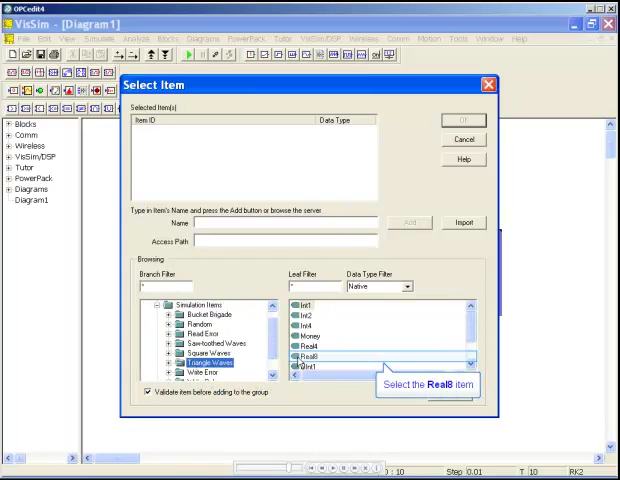 OPCedit4
VisSim - [Diagram1]
File Edit View Simulate Analyze Blocks Diagrams PowerPack Tutor VisSim/DSP Wireless Comm Motion Tools Window Help
Blocks
Comm
Wireless
VisSim/DSP
Tutor
PowerPack
Diagrams
Diagram1
Select Item
Selected Item(s)
Item ID Data Type
Cancel
Help
Type in Item's Name and press the Add button or browse the server.
Name
Add
Import
Access Path
Browsing
Branch Filter
Leaf Filter
Data Type Filter
*
*
Native
Simulation Items
Bucket Brigade
Random
Read Error
Saw-toothed Waves
Square Waves
Triangle Waves
Write Error
Int1
Int2
Int4
Money
Real4
Real8
Select the Real8 item
Validate item before adding to the group
: 10 Step 0.01 T 10 RK2